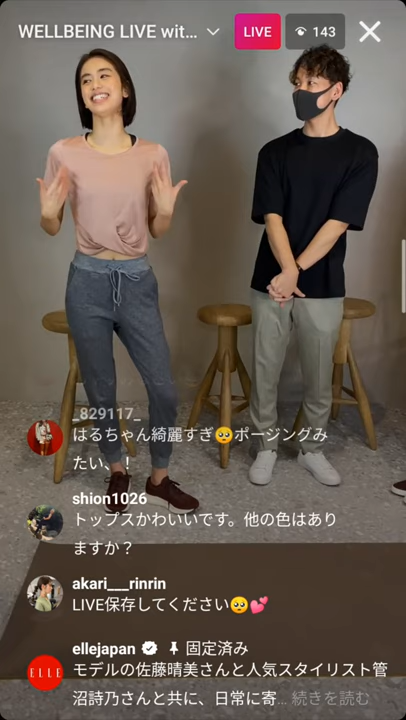 WELLBEING LIVE wit...
LIVE
143
_829117_
はるちゃん綺麗すぎ🥺ポージングみ
たい、！
shion1026
トップスかわいいです。他の色はあり
ますか？
akari___rinrin
LIVE保存してください🥺💕
ellejapan 固定済み
ELLE
モデルの佐藤晴美さんと人気スタイリスト管
沼詩乃さんと共に、日常に寄... 続きを読む